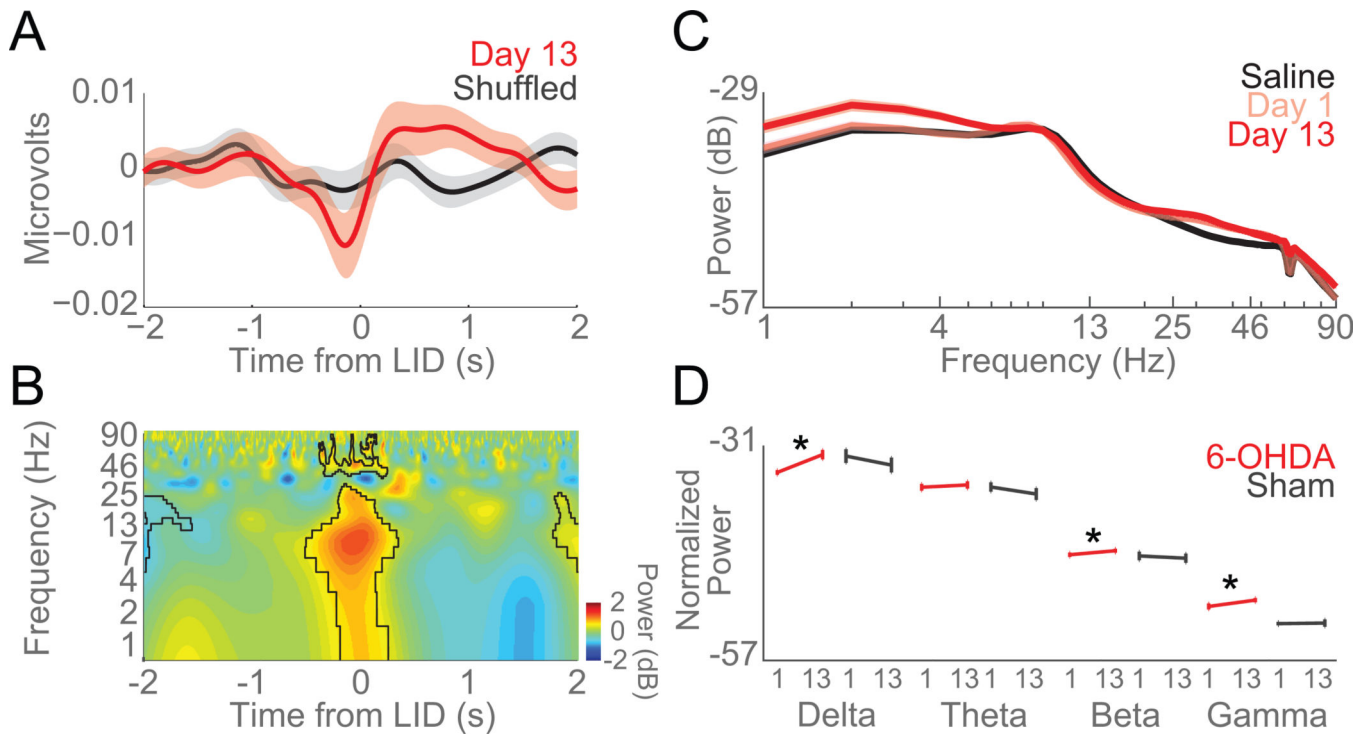 A
Day 13
Shuffled
Microvolts
0.01
0
−0.01
−0.02
-2
-1
0
1
2
Time from LID (s)
B
Frequency (Hz)
90
46
25
13
7
4
2
1
-2
-1
0
1
2
Time from LID (s)
Power (dB)
2
0
-2
C
Saline
Day 1
Day 13
Power (dB)
-29
-57
1
4
13
25
46
90
Frequency (Hz)
D
6-OHDA
Sham
Normalized
Power
-31
-57
*
*
*
1 13 1 13 1 13 1 13 1 13 1 13 1 13 1 13
Delta Theta Beta Gamma